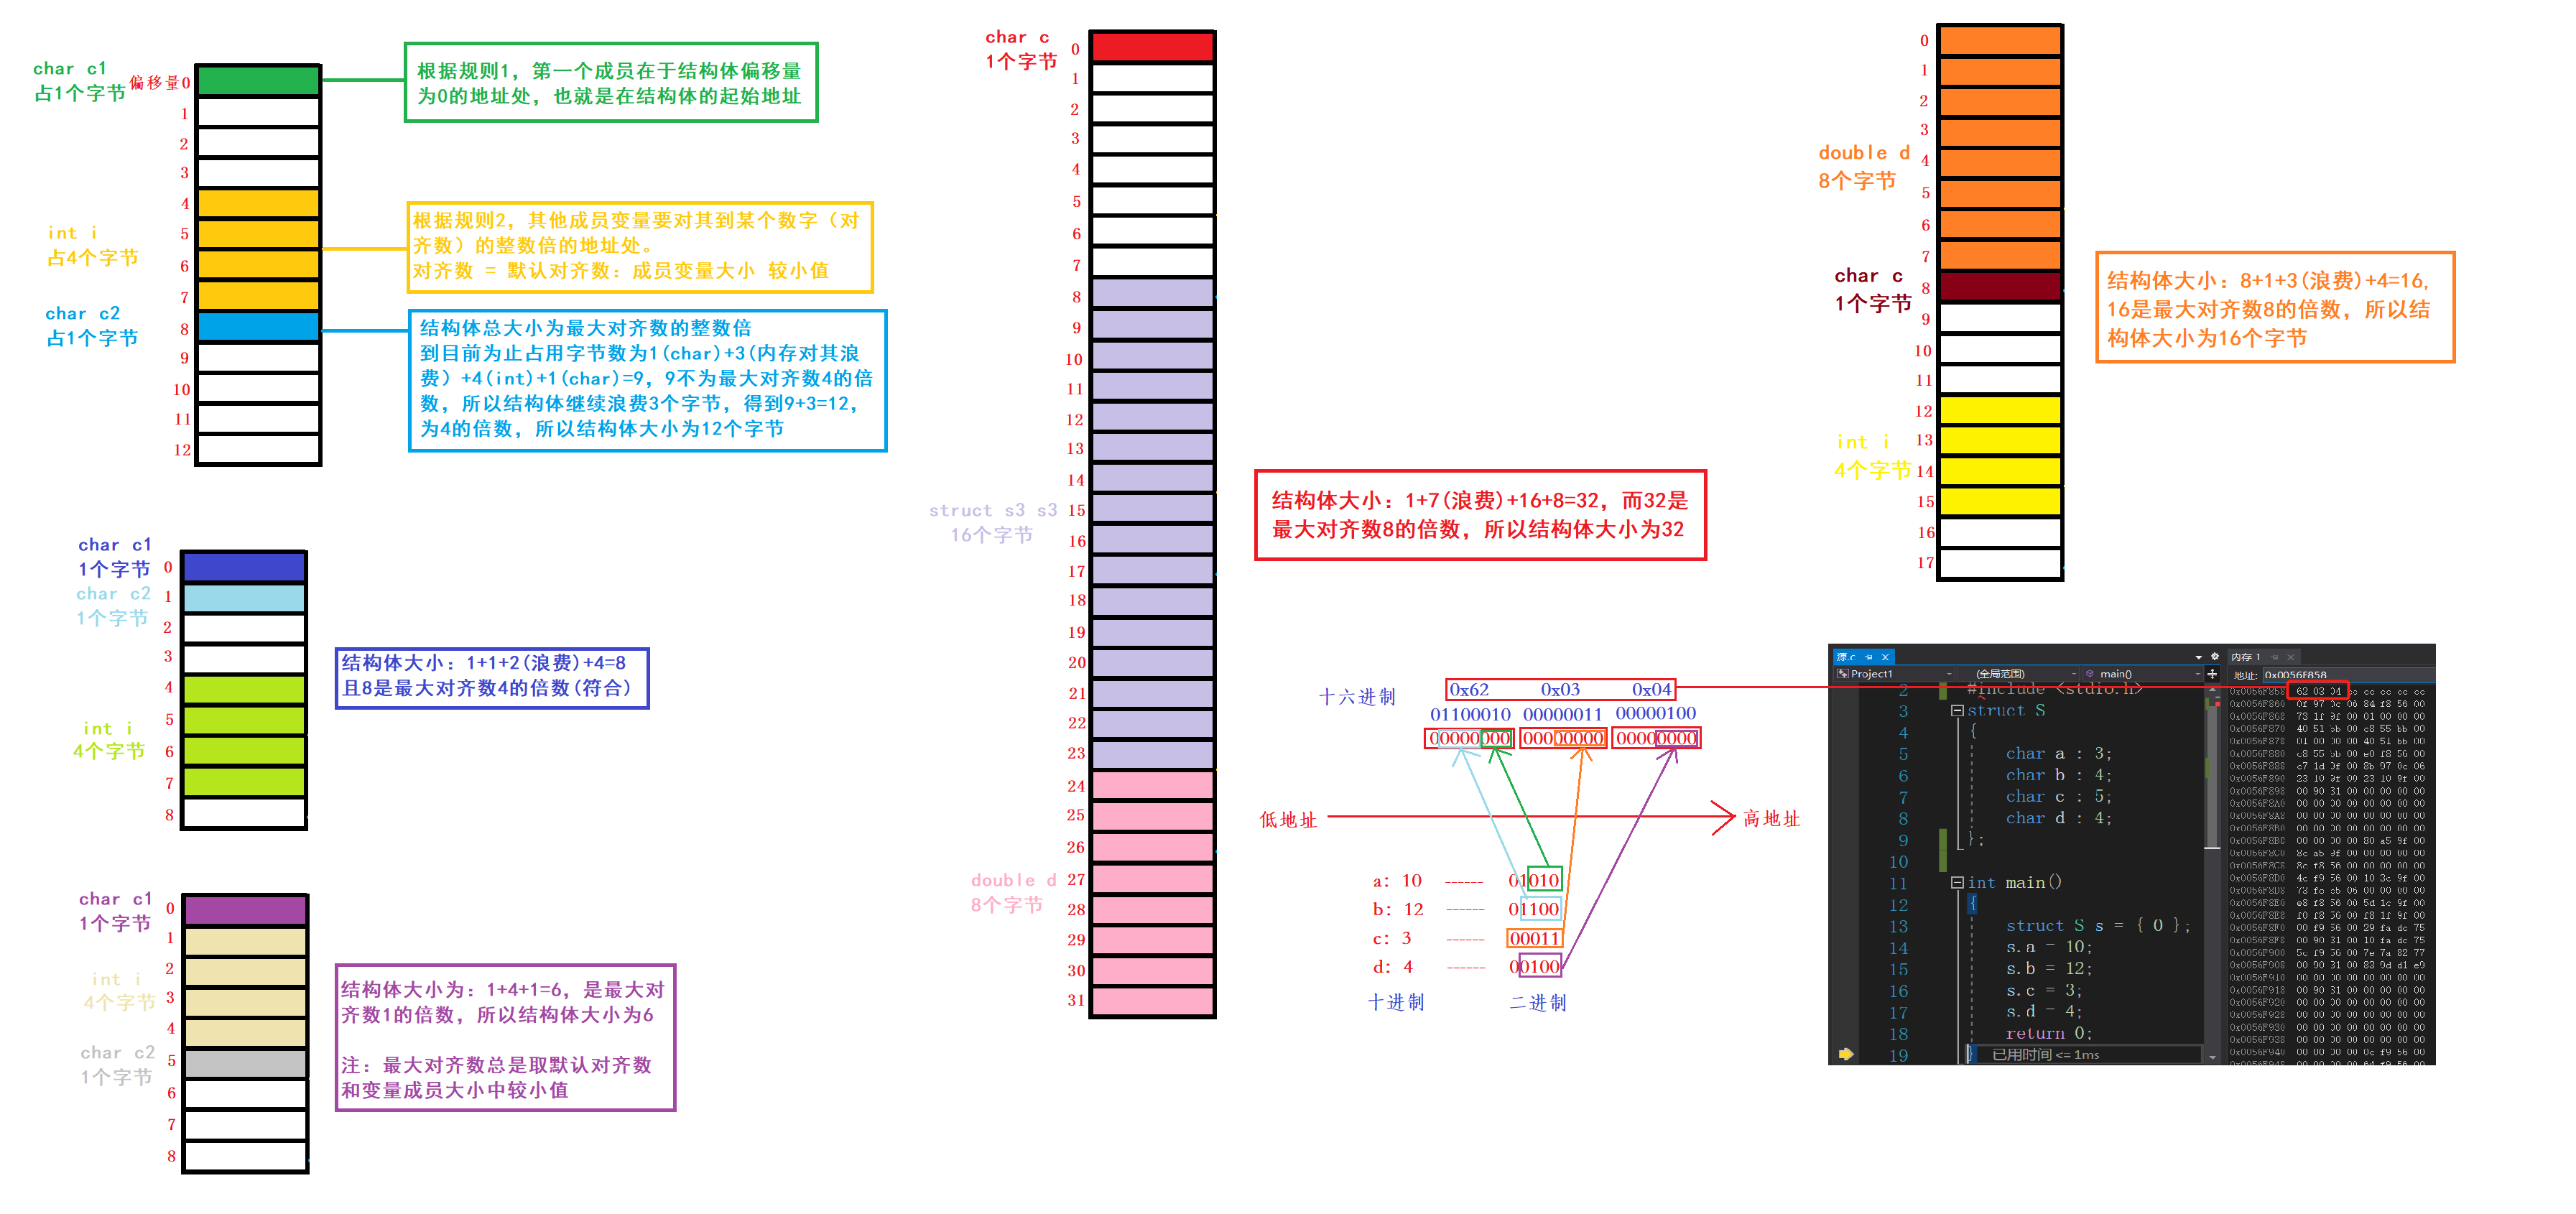 char c1
占1个字节
偏移量0
1
2
3
4
5
6
7
8
9
10
11
12
int i
占4个字节
char c2
占1个字节
根据规则1，第一个成员在于结构体偏移量
为0的地址处，也就是在结构体的起始地址
根据规则2，其他成员变量要对其到某个数字（对
齐数）的整数倍的地址处。
对齐数 = 默认对齐数：成员变量大小 较小值
结构体总大小为最大对齐数的整数倍
到目前为止占用字节数为1(char)+3(内存对其浪
费）+4(int)+1(char)=9，9不为最大对齐数4的倍
数，所以结构体继续浪费3个字节，得到9+3=12，
为4的倍数，所以结构体大小为12个字节
char c1
1个字节
char c2
1个字节
int i
4个字节
0
1
2
3
4
5
6
7
8
结构体大小：1+1+2(浪费)+4=8
且8是最大对齐数4的倍数(符合)
char c1
1个字节
int i
4个字节
char c2
1个字节
0
1
2
3
4
5
6
7
8
结构体大小为：1+4+1=6，是最大对
齐数1的倍数，所以结构体大小为6
注：最大对齐数总是取默认对齐数
和变量成员大小中较小值
char c
1个字节
struct s3 s3
16个字节
double d
8个字节
0
1
2
3
4
5
6
7
8
9
10
11
12
13
14
15
16
17
18
19
20
21
22
23
24
25
26
27
28
29
30
31
结构体大小：1+7(浪费)+16+8=32，而32是
最大对齐数8的倍数，所以结构体大小为32
double d
8个字节
char c
1个字节
int i
4个字节
0
1
2
3
4
5
6
7
8
9
10
11
12
13
14
15
16
17
结构体大小：8+1+3(浪费)+4=16，
16是最大对齐数8的倍数，所以结
构体大小为16个字节
十六进制 0x62 0x03 0x04
01100010 00000011 00000100
00000000 00000000 00000000
低地址 高地址
a: 10 ------ 01010
b: 12 ------ 01100
c: 3 ------ 00011
d: 4 ------ 00100
十进制 二进制
源.c
Project1 (全局范围) main()
2 #include <stdio.h>
3 struct S
4 {
5 char a : 3;
6 char b : 4;
7 char c : 5;
8 char d : 4;
9 };
10
11 int main()
12 {
13 struct S s = { 0 };
14 s.a = 10;
15 s.b = 12;
16 s.c = 3;
17 s.d = 4;
18 return 0;
19 } 已用时间 <= 1ms
内存 1
地址: 0x0056F858
0x0056F858 62 03 04 cc cc cc cc cc